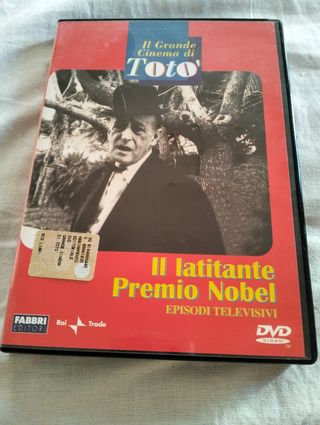 Il Grande
Cinema di
Totò
Il latitante
Premio Nobel
EPISODI TELEVISIVI
FABBRI
EDITORI
Rai Trade
DVD
VIDEO